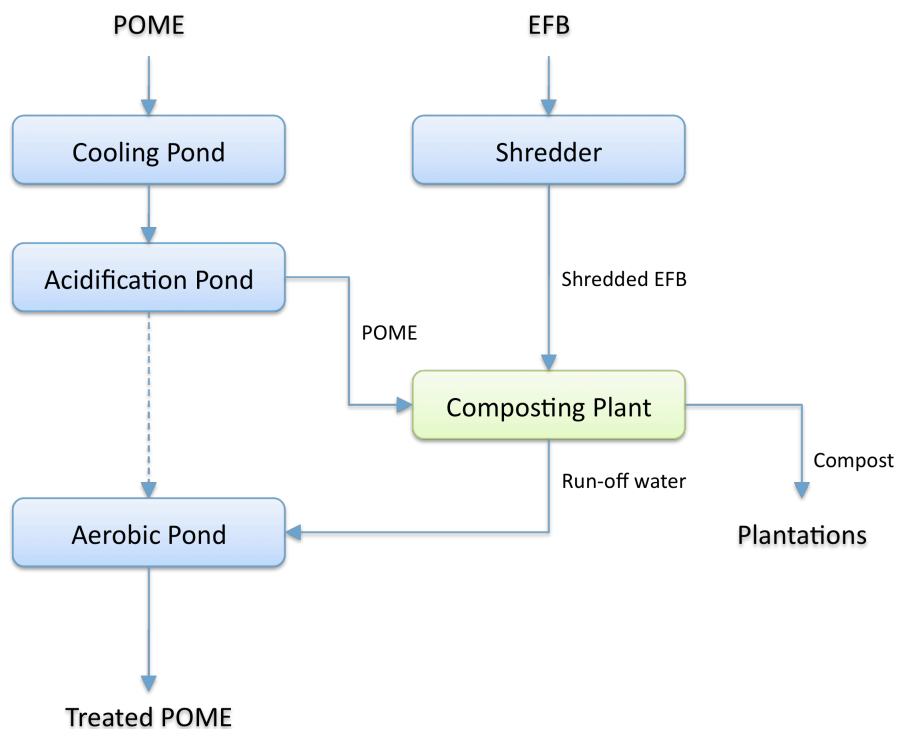 POME
EFB
Cooling Pond
Shredder
Acidification Pond
Shredded EFB
POME
Composting Plant
Compost
Run-off water
Aerobic Pond
Plantations
Treated POME